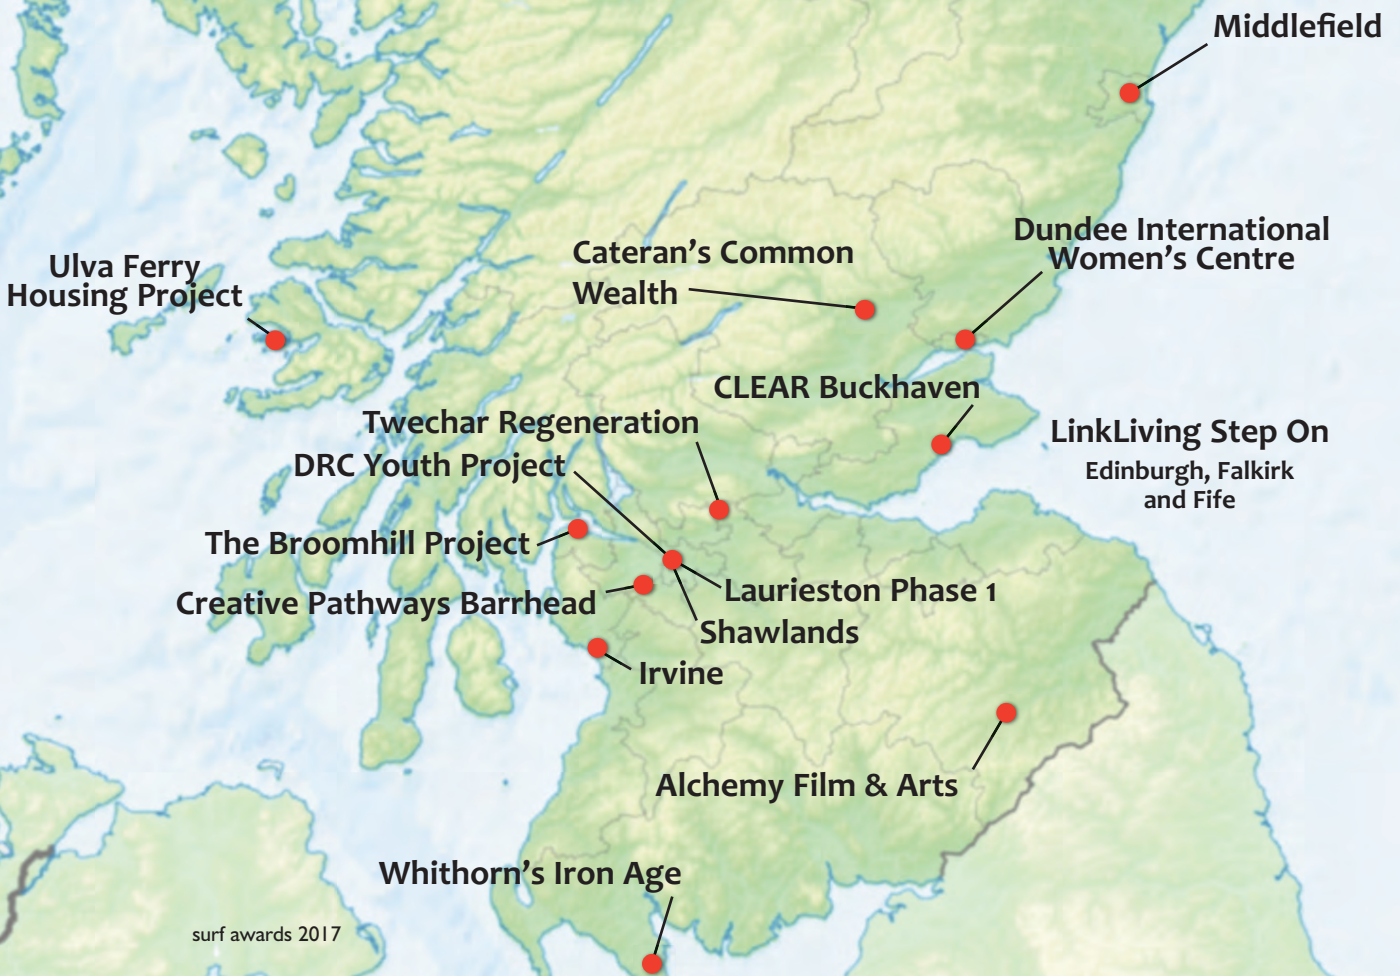 Middlefield
Dundee International
Women's Centre
Cateran's Common
Wealth
Ulva Ferry
Housing Project
CLEAR Buckhaven
Twechar Regeneration
LinkLiving Step On
Edinburgh, Falkirk
and Fife
DRC Youth Project
The Broomhill Project
Laurieston Phase 1
Creative Pathways Barrhead
Shawlands
Irvine
Alchemy Film & Arts
Whithorn's Iron Age
surf awards 2017